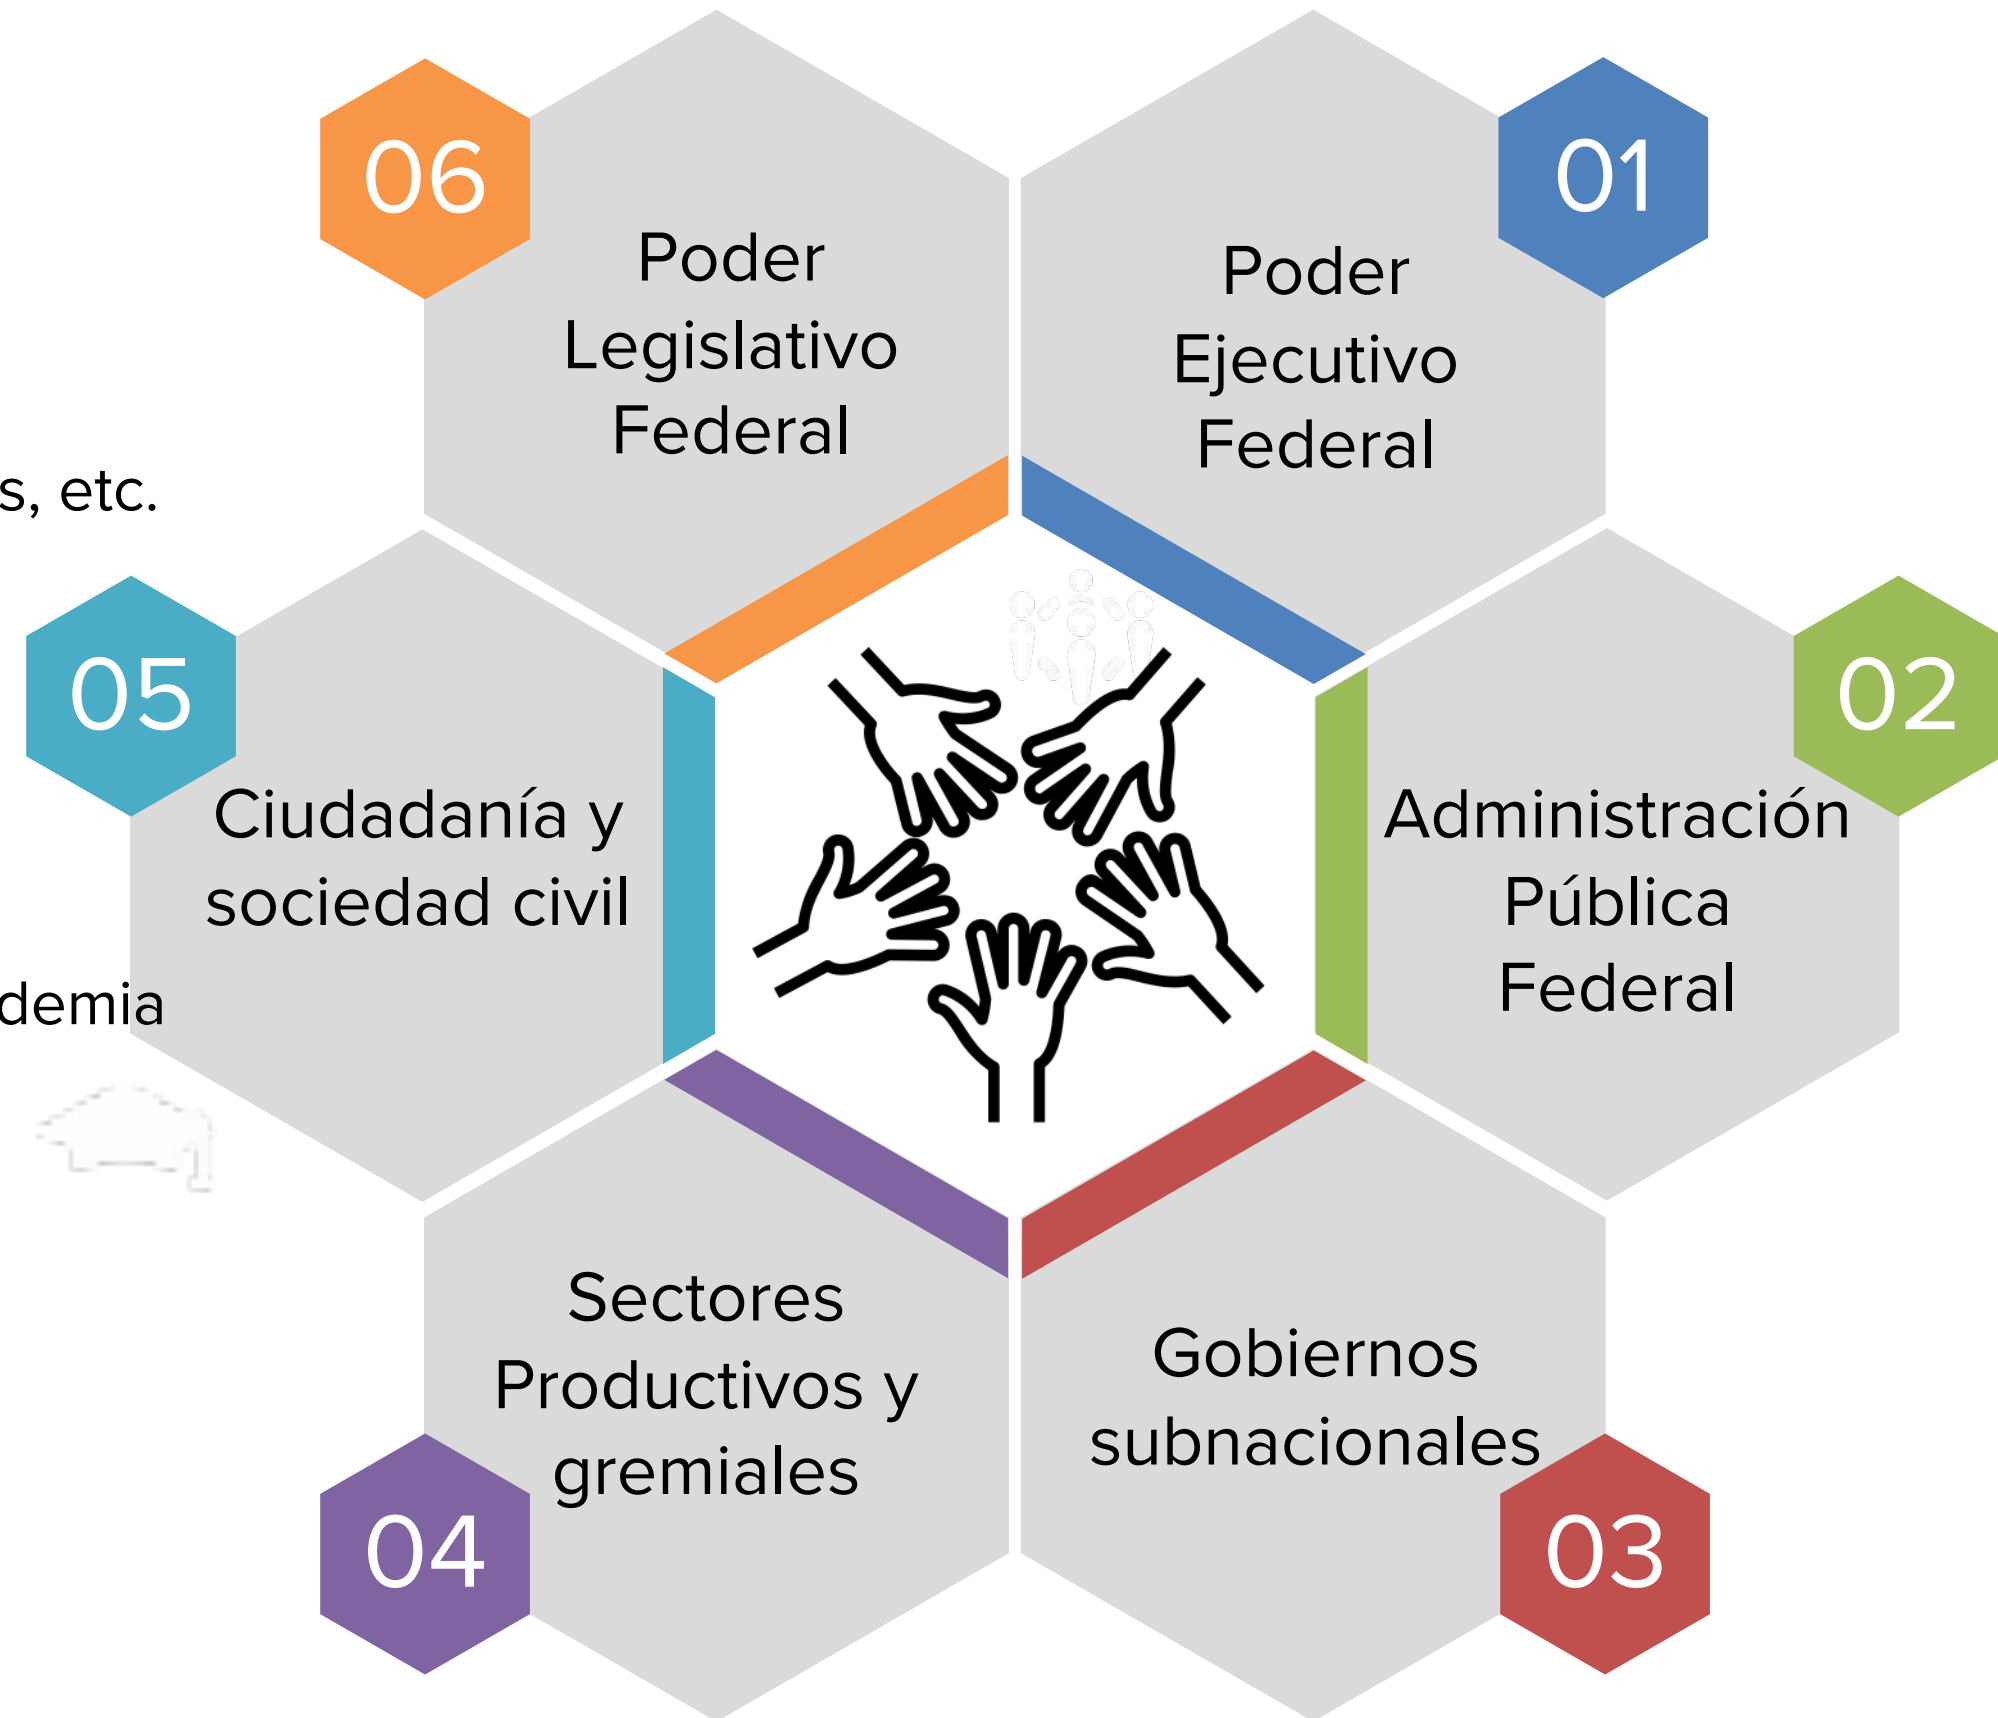 06
Poder
Legislativo
Federal
01
Poder
Ejecutivo
Federal
s, etc.
05
Ciudadanía y
sociedad civil
demia
02
Administración
Pública
Federal
04
Sectores
Productivos y
gremiales
03
Gobiernos
subnacionales